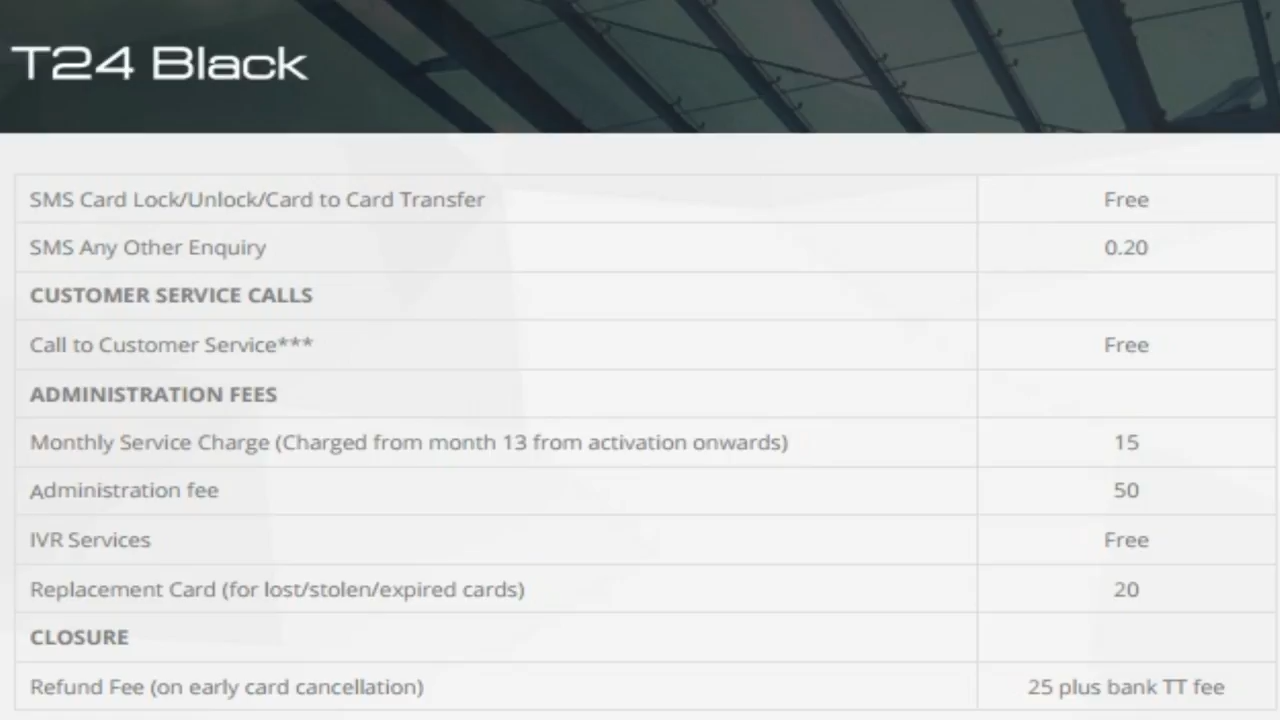 T24 Black
SMS Card Lock/Unlock/Card to Card Transfer Free
SMS Any Other Enquiry 0.20
CUSTOMER SERVICE CALLS
Call to Customer Service*** Free
ADMINISTRATION FEES
Monthly Service Charge (Charged from month 13 from activation onwards) 15
Administration fee 50
IVR Services Free
Replacement Card (for lost/stolen/expired cards) 20
CLOSURE
Refund Fee (on early card cancellation) 25 plus bank TT fee